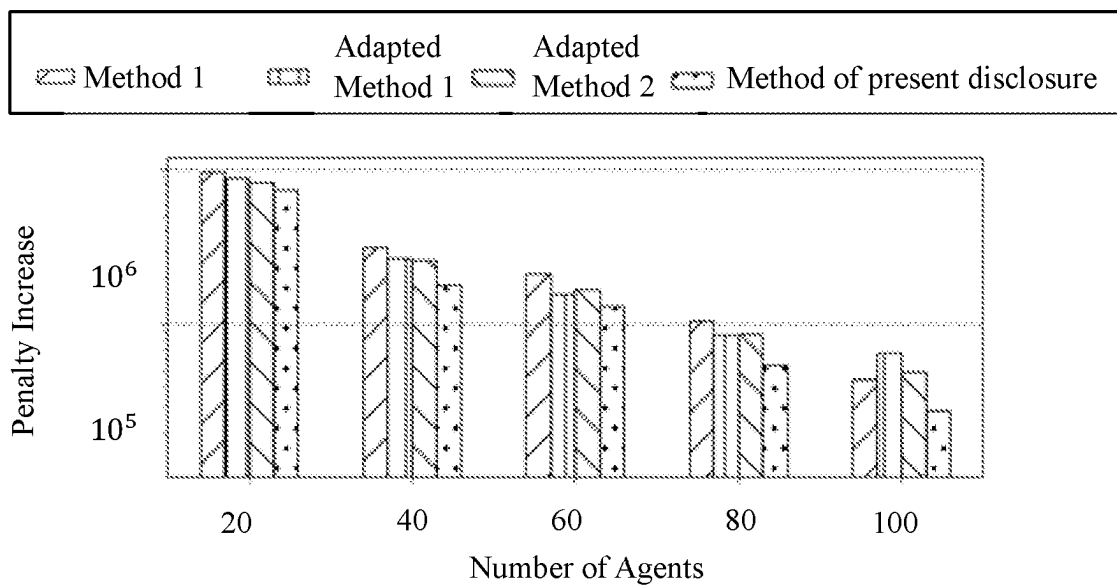 Method 1
Adapted
Method 1
Adapted
Method 2
Method of present disclosure
Penalty Increase
10⁶
10⁵
20 40 60 80 100
Number of Agents